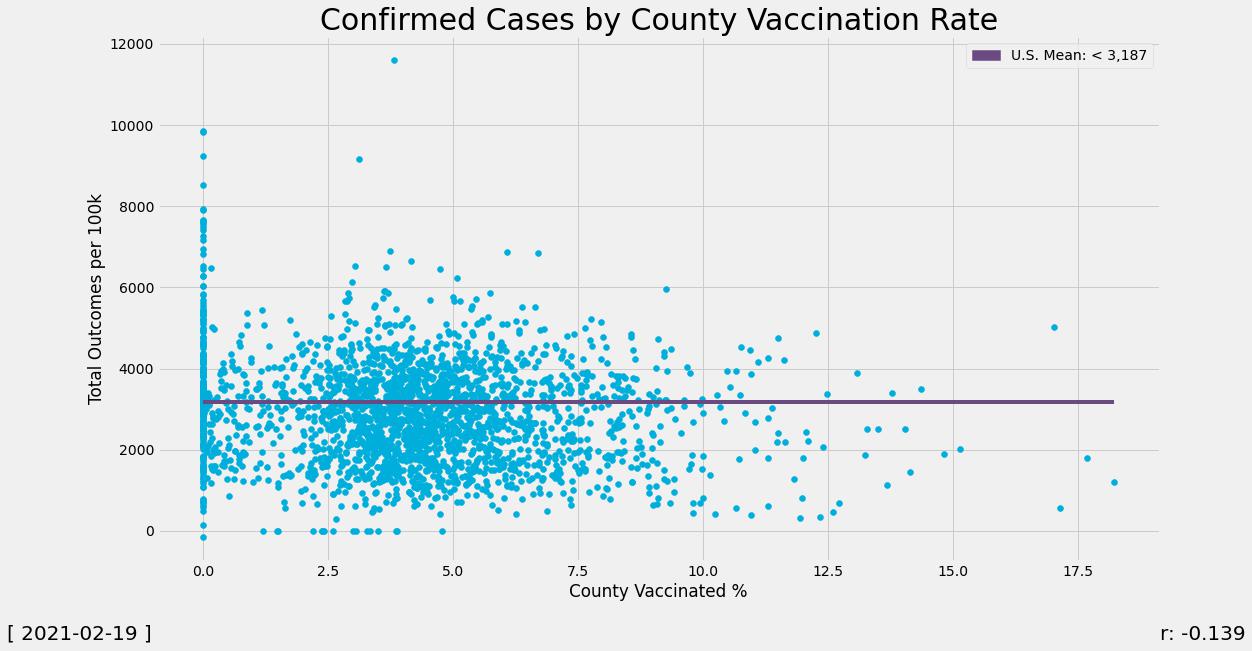 Confirmed Cases by County Vaccination Rate
U.S. Mean: < 3,187
Total Outcomes per 100k
12000
10000
8000
6000
4000
2000
0
0.0 2.5 5.0 7.5 10.0 12.5 15.0 17.5
County Vaccinated %
[ 2021-02-19 ]
r: -0.139